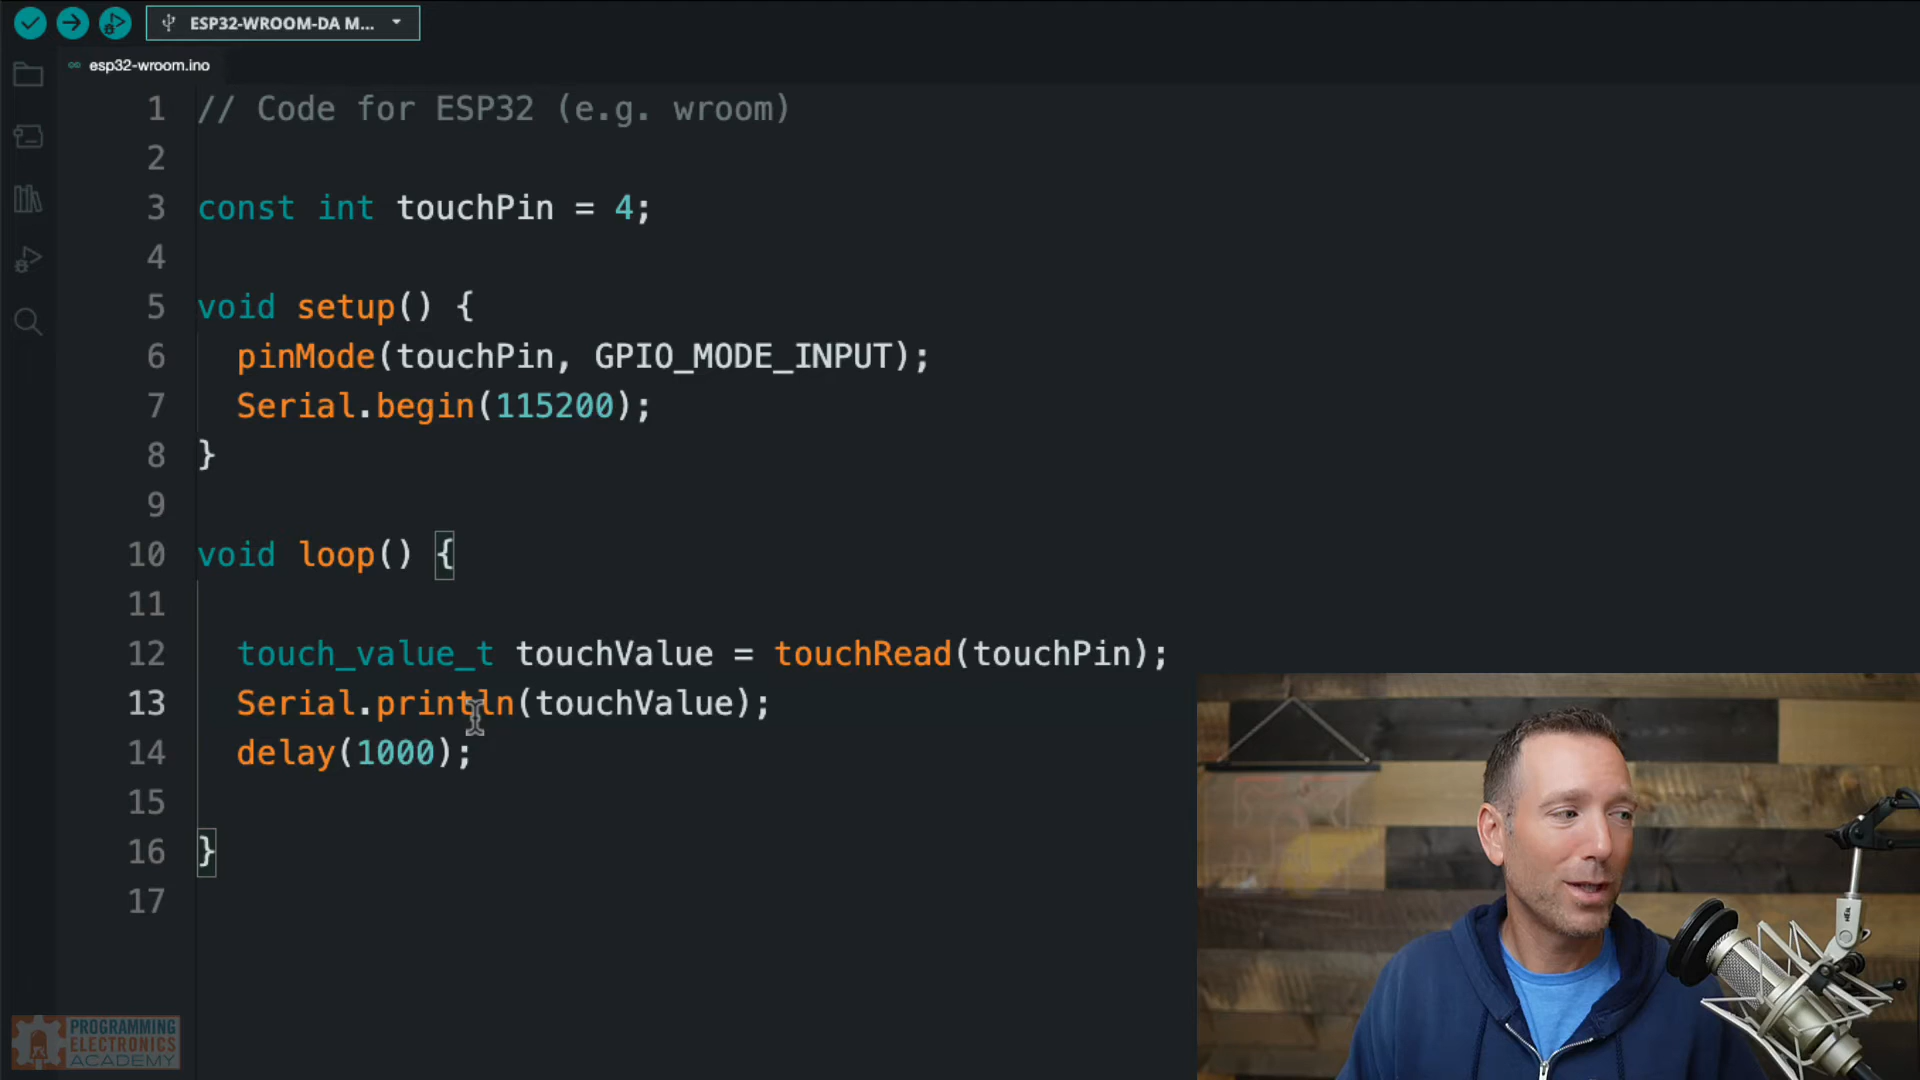 ESP32-WROOM-DA M...
esp32-wroom.ino
1 // Code for ESP32 (e.g. wroom)
2
3 const int touchPin = 4;
4
5 void setup() {
6 pinMode(touchPin, GPIO_MODE_INPUT);
7 Serial.begin(115200);
8 }
9
10 void loop() {
11
12 touch_value_t touchValue = touchRead(touchPin);
13 Serial.println(touchValue);
14 delay(1000);
15
16 }
17
PROGRAMMING
ELECTRONICS
ACADEMY